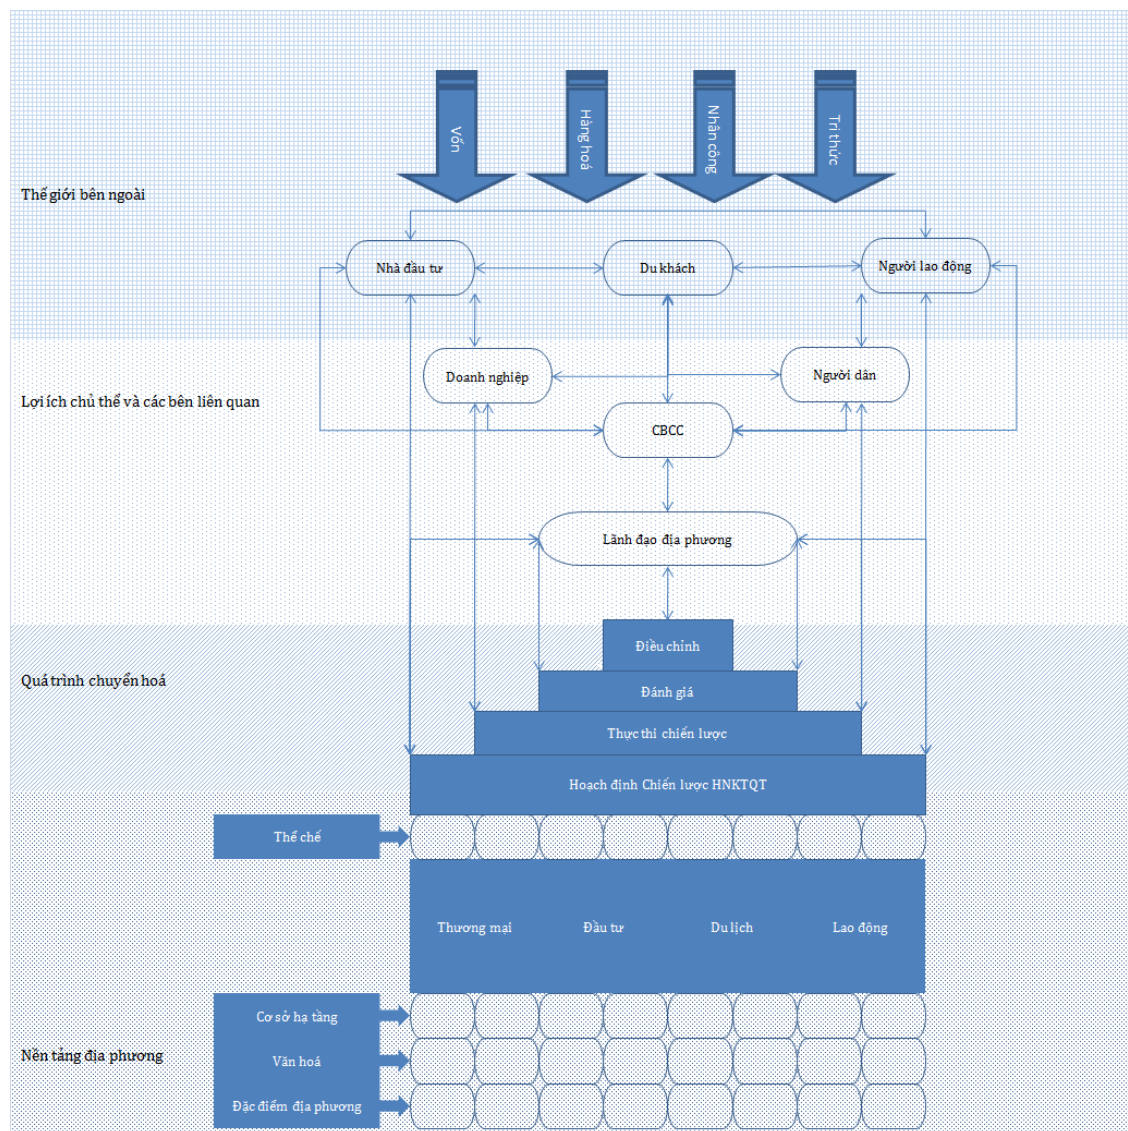 Vốn
Hàng hoá
Nhân công
Tri thức
Thế giới bên ngoài
Nhà đầu tư
Du khách
Người lao động
Doanh nghiệp
Người dân
Lợi ích chủ thể và các bên liên quan
CBCC
Lãnh đạo địa phương
Điều chỉnh
Quá trình chuyển hoá
Đánh giá
Thực thi chiến lược
Hoạch định Chiến lược HNKTQT
Thể chế
Thương mại
Đầu tư
Du lịch
Lao động
Cơ sở hạ tầng
Nền tảng địa phương
Văn hoá
Đặc điểm địa phương